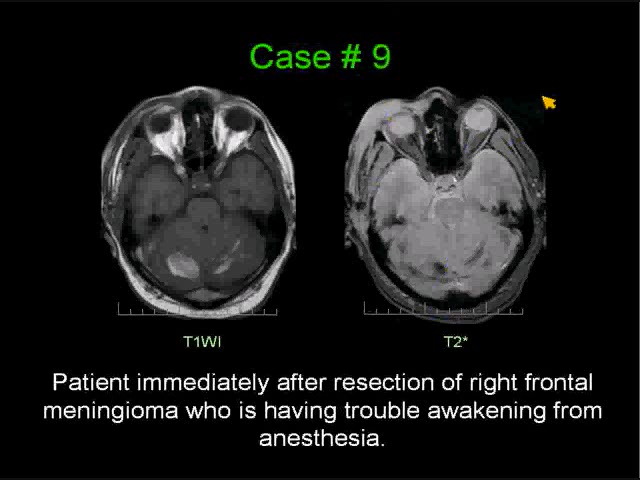 Case # 9
T1WI
T2*
Patient immediately after resection of right frontal
meningioma who is having trouble awakening from
anesthesia.